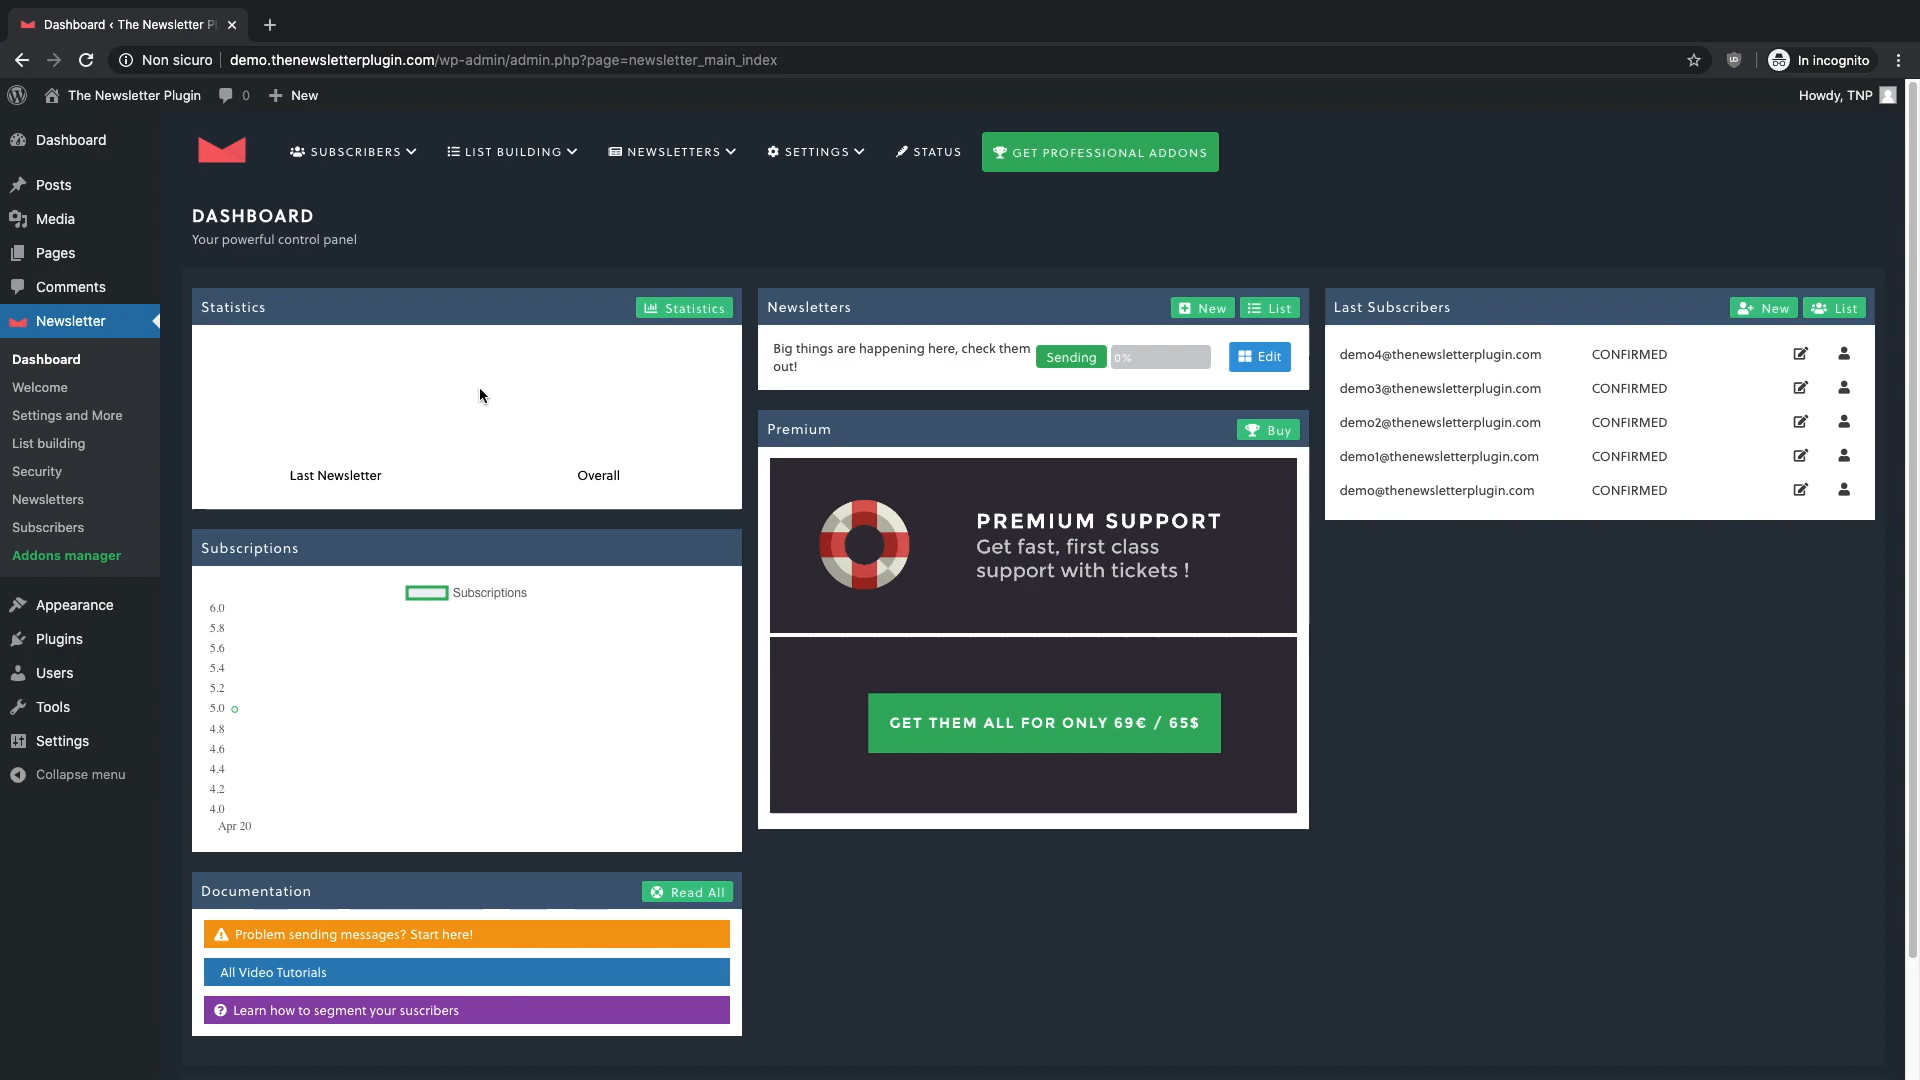 Dashboard ‹ The Newsletter Pl
Non sicuro
demo.thenewsletterplugin.com/wp-admin/admin.php?page=newsletter_main_index
In incognito
The Newsletter Plugin
0
New
Howdy, TNP
Dashboard
Posts
Media
Pages
Comments
Newsletter
Dashboard
Welcome
Settings and More
List building
Security
Newsletters
Subscribers
Addons manager
Appearance
Plugins
Users
Tools
Settings
Collapse menu
SUBSCRIBERS
LIST BUILDING
NEWSLETTERS
SETTINGS
STATUS
GET PROFESSIONAL ADDONS
DASHBOARD
Your powerful control panel
Statistics
Statistics
Last Newsletter
Overall
Subscriptions
Subscriptions
6.0
5.8
5.6
5.4
5.2
5.0
4.8
4.6
4.4
4.2
4.0
Apr 20
Documentation
Read All
Problem sending messages? Start here!
All Video Tutorials
Learn how to segment your suscribers
Newsletters
New
List
Big things are happening here, check them
out!
Sending
0%
Edit
Premium
Buy
PREMIUM SUPPORT
Get fast, first class
support with tickets !
GET THEM ALL FOR ONLY 69€ / 65$
Last Subscribers
New
List
demo4@thenewsletterplugin.com CONFIRMED
demo3@thenewsletterplugin.com CONFIRMED
demo2@thenewsletterplugin.com CONFIRMED
demo1@thenewsletterplugin.com CONFIRMED
demo@thenewsletterplugin.com CONFIRMED